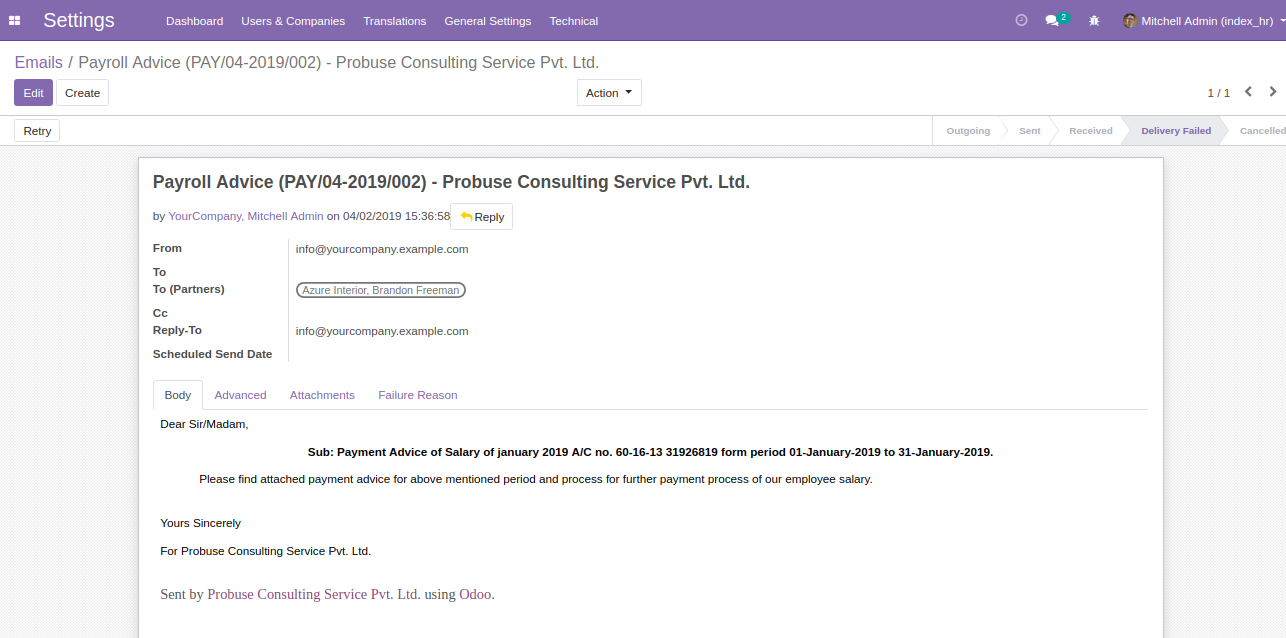 Settings Dashboard Users & Companies Translations General Settings Technical 2 Mitchell Admin (index_hr)
Emails / Payroll Advice (PAY/04-2019/002) - Probuse Consulting Service Pvt. Ltd.
Edit Create Action 1 / 1
Retry Outgoing Sent Received Delivery Failed Cancelled
Payroll Advice (PAY/04-2019/002) - Probuse Consulting Service Pvt. Ltd.
by YourCompany, Mitchell Admin on 04/02/2019 15:36:58 Reply
From info@yourcompany.example.com
To
To (Partners) Azure Interior, Brandon Freeman
Cc
Reply-To info@yourcompany.example.com
Scheduled Send Date
Body Advanced Attachments Failure Reason
Dear Sir/Madam,
Sub: Payment Advice of Salary of january 2019 A/C no. 60-16-13 31926819 form period 01-January-2019 to 31-January-2019.
Please find attached payment advice for above mentioned period and process for further payment process of our employee salary.
Yours Sincerely
For Probuse Consulting Service Pvt. Ltd.
Sent by Probuse Consulting Service Pvt. Ltd. using Odoo.